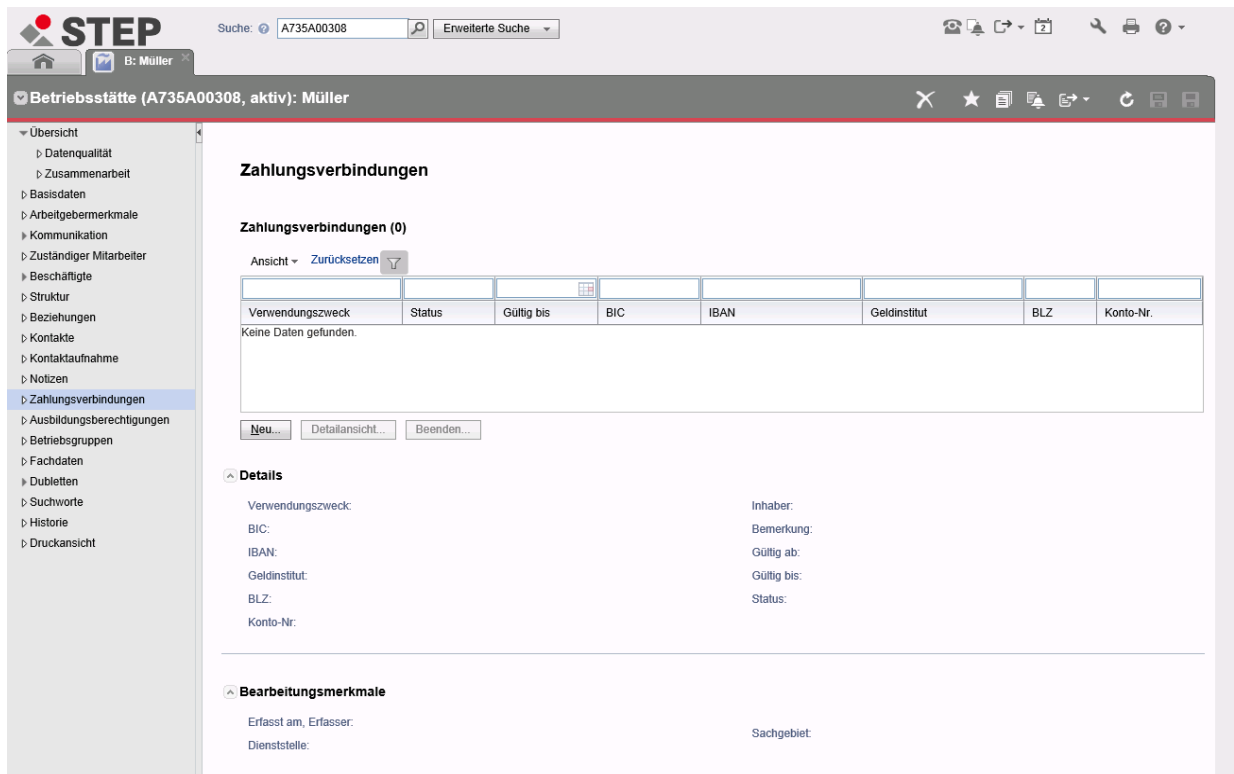 STEP
Suche: A735A00308 Erweiterte Suche
2
B: Müller
Betriebsstätte (A735A00308, aktiv): Müller
Übersicht
Datenqualität
Zusammenarbeit
Basisdaten
Arbeitgebermerkmale
Kommunikation
Zuständiger Mitarbeiter
Beschäftigte
Struktur
Beziehungen
Kontakte
Kontaktaufnahme
Notizen
Zahlungsverbindungen
Ausbildungsberechtigungen
Betriebsgruppen
Fachdaten
Dubletten
Suchworte
Historie
Druckansicht
Zahlungsverbindungen
Zahlungsverbindungen (0)
Ansicht Zurücksetzen
Verwendungszweck Status Gültig bis BIC IBAN Geldinstitut BLZ Konto-Nr.
Keine Daten gefunden.
Neu... Detailansicht... Beenden...
Details
Verwendungszweck: Inhaber:
BIC: Bemerkung:
IBAN: Gültig ab:
Geldinstitut: Gültig bis:
BLZ: Status:
Konto-Nr:
Bearbeitungsmerkmale
Erfasst am, Erfasser:
Sachgebiet:
Dienststelle: